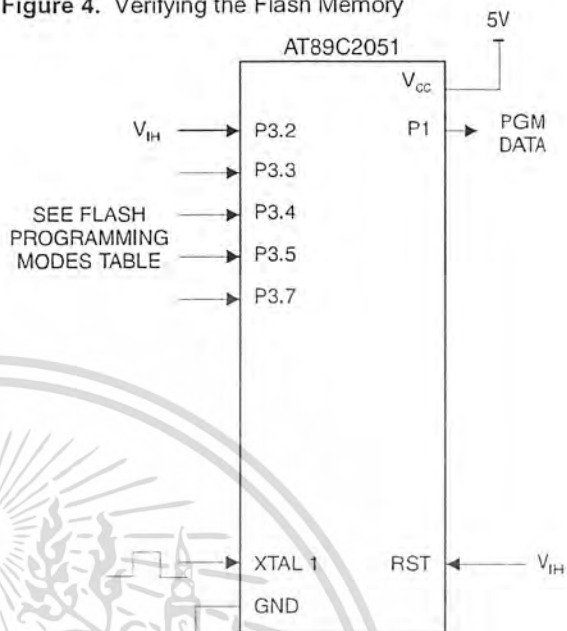 Figure 4. Verifying the Flash Memory
5V
AT89C2051
VCC
VIH
P3.2
P1
PGM
DATA
P3.3
SEE FLASH
PROGRAMMING
MODES TABLE
P3.4
P3.5
P3.7
XTAL 1
RST
VIH
GND